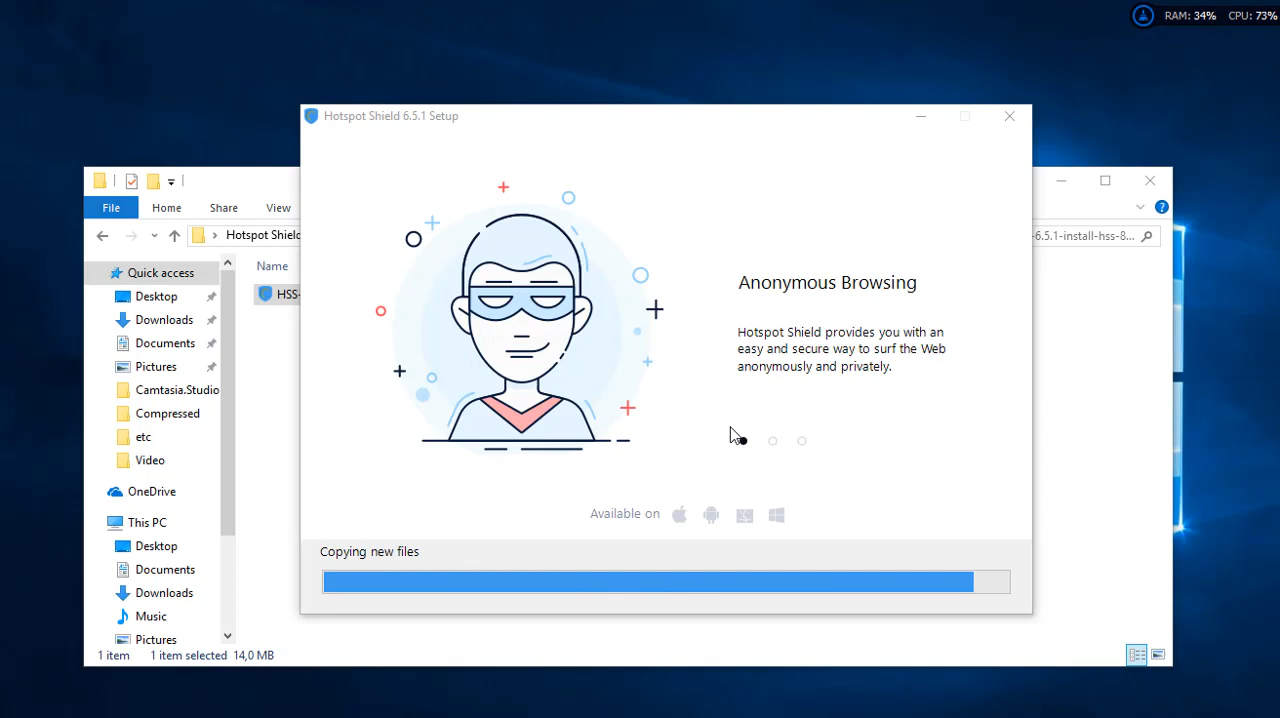 RAM: 34% CPU: 73%
Hotspot Shield 6.5.1 Setup
File Home Share View
Hotspot Shield
-6.5.1-install-hss-8...
Quick access
Desktop
Downloads
Documents
Pictures
Camtasia.Studio
Compressed
etc
Video
OneDrive
This PC
Desktop
Documents
Downloads
Music
Pictures
Name
HSS-
Anonymous Browsing
Hotspot Shield provides you with an
easy and secure way to surf the Web
anonymously and privately.
Available on
Copying new files
1 item 1 item selected 14,0 MB